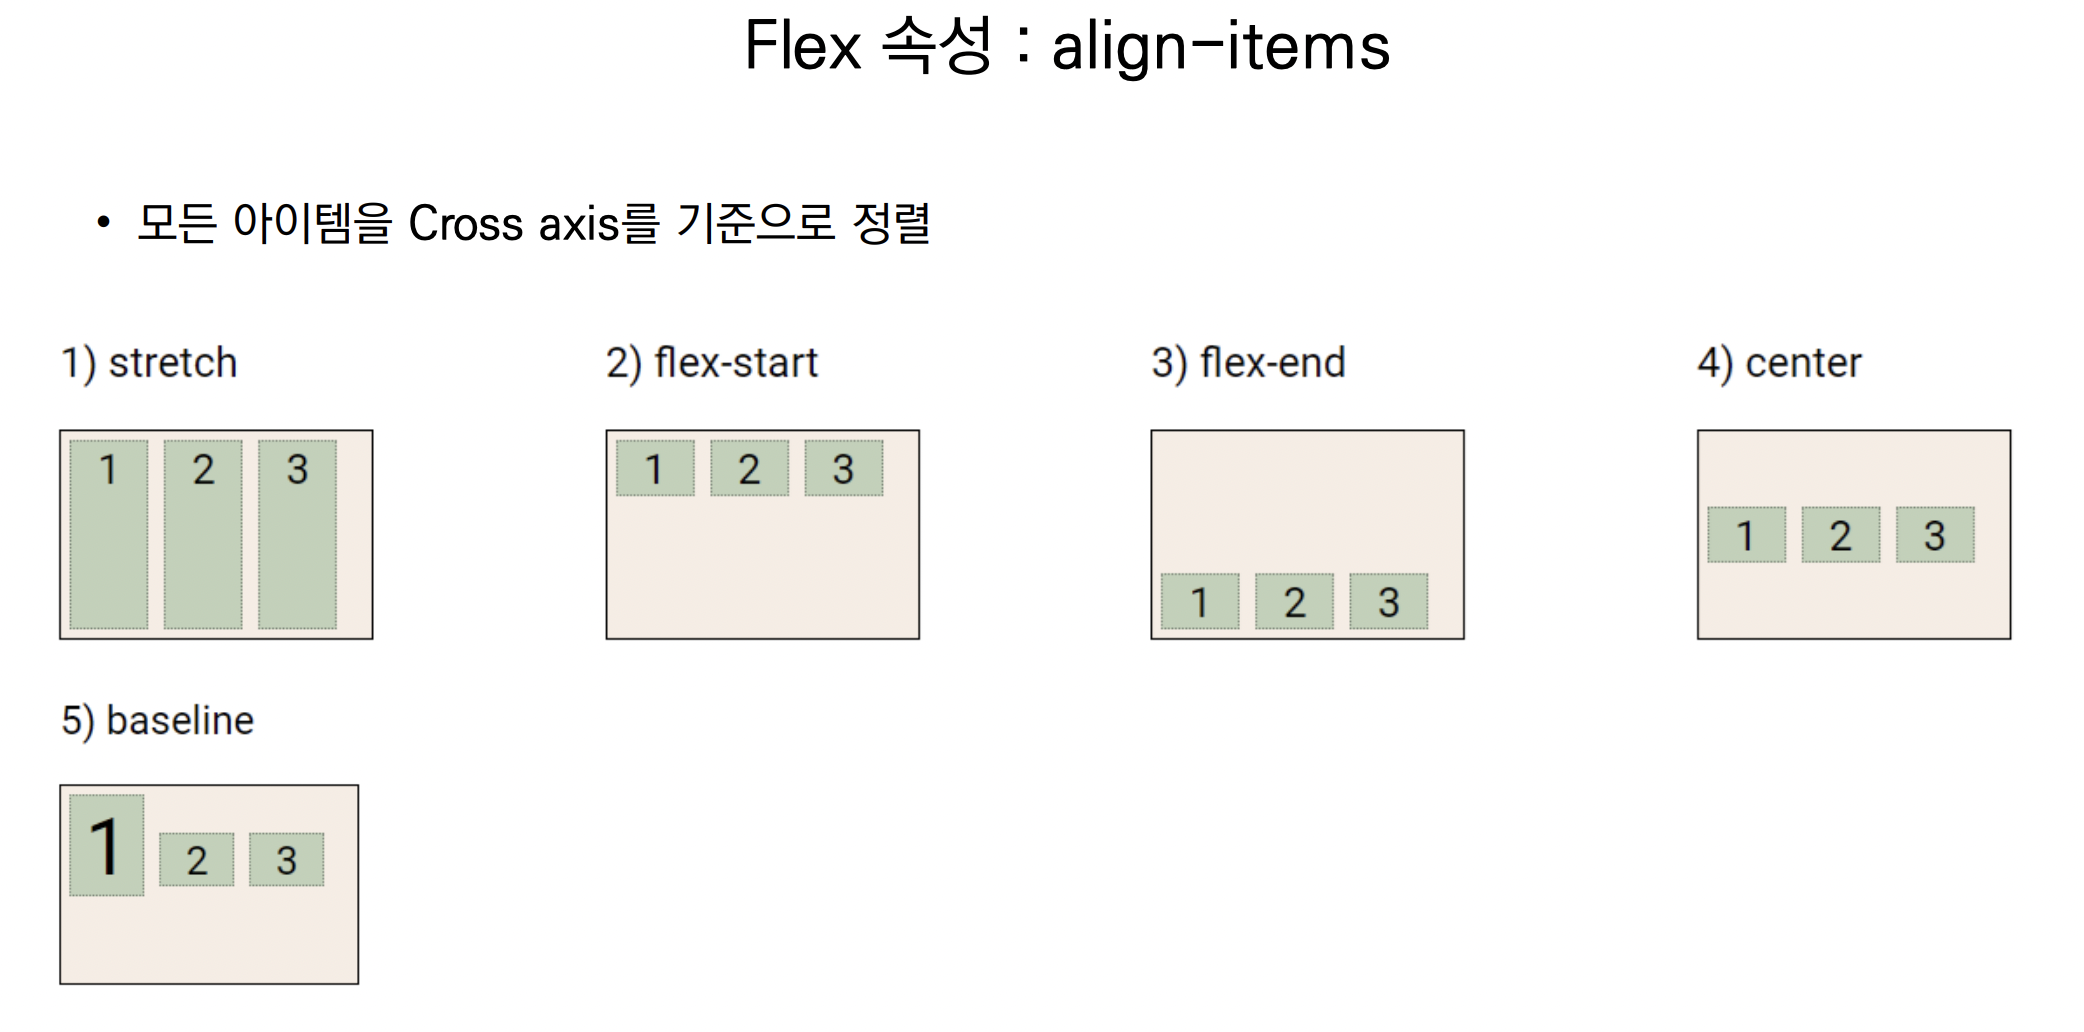 Flex 속성 : align-items
• 모든 아이템을 Cross axis를 기준으로 정렬
1) stretch
2) flex-start
3) flex-end
4) center
1 2 3
1 2 3
1 2 3
1 2 3
5) baseline
1 2 3